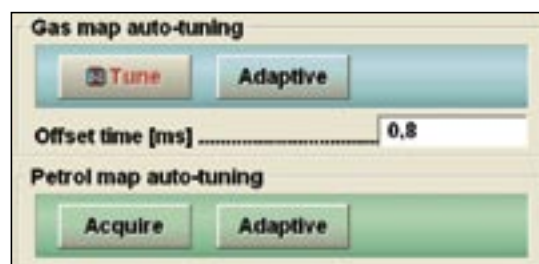 Gas map auto-tuning
Tune Adaptive
Offset time [ms] ................................ 0,8
Petrol map auto-tuning
Acquire Adaptive